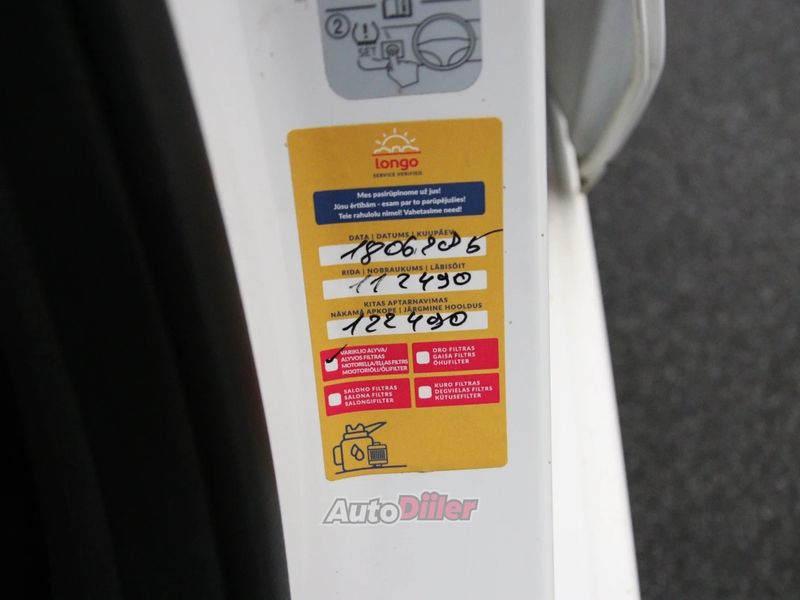 2
SET
longo
SERVICE VERIFIED
Mes pasirūpinome už jus!
Jūsu ērtībām - esam par to parūpējušies!
Teie rahulolu nimel! Vahetasime need!
DATA | DATUMS | KUUPÄEV
18062025
RIDA | NOBRAUKUMS | LÄBISÕIT
112490
KITAS APTARNAVIMAS
NĀKAMĀ APKOPE | JÄRGMINE HOOLDUS
122490
VARIKLIO ALYVA/
ALYVOS FILTRAS
MOTOREĻĻA/EĻĻAS FILTRS
MOOTORIÕLI/ÕLIFILTER
ORO FILTRAS
GAISA FILTRS
ÕHUFILTER
SALONO FILTRAS
SALONA FILTRS
SALONGIFILTER
KURO FILTRAS
DEGVIELAS FILTRS
KÜTUSEFILTER
AutoDiiler